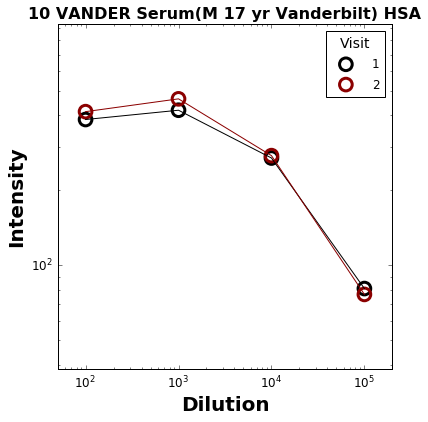 10 VANDER Serum(M 17 yr Vanderbilt) HSA
Visit
1
2
Intensity
10²
10² 10³ 10⁴ 10⁵
Dilution